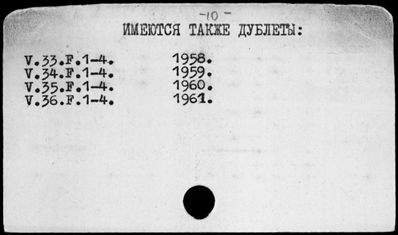 -10-
ИМЕЮТСЯ ТАКЖЕ ДУБЛЕТЫ:
V.33.F.1-4. 1958.
V.34.F.1-4. 1959.
V.35.F.1-4. 1960.
V.36.F.1-4. 1961.